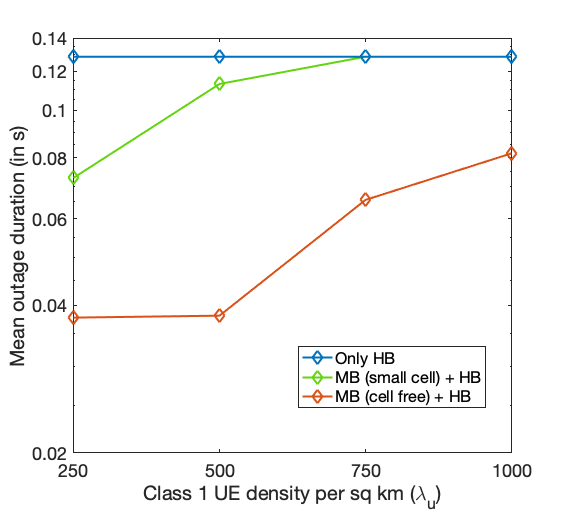 0.14
0.12
0.1
0.08
0.06
0.04
0.02
Mean outage duration (in s)
Only HB
MB (small cell) + HB
MB (cell free) + HB
250 500 750 1000
Class 1 UE density per sq km (λu)